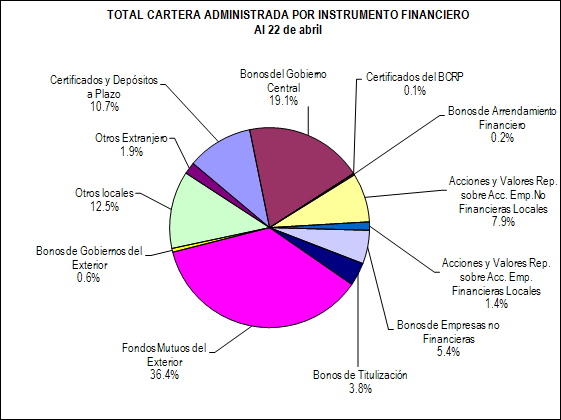 TOTAL CARTERA ADMINISTRADA POR INSTRUMENTO FINANCIERO
Al 22 de abril
Bonos del Gobierno
Central
19.1%
Certificados del BCRP
0.1%
Bonos de Arrendamiento
Financiero
0.2%
Acciones y Valores Rep.
sobre Acc. Emp.No
Financieras Locales
7.9%
Acciones y Valores Rep.
sobre Acc. Emp.
Financieras Locales
1.4%
Bonos de Empresas no
Financieras
5.4%
Bonos de Titulización
3.8%
Fondos Mutuos del
Exterior
36.4%
Bonos de Gobiernos del
Exterior
0.6%
Otros locales
12.5%
Otros Extranjero
1.9%
Certificados y Depósitos
a Plazo
10.7%